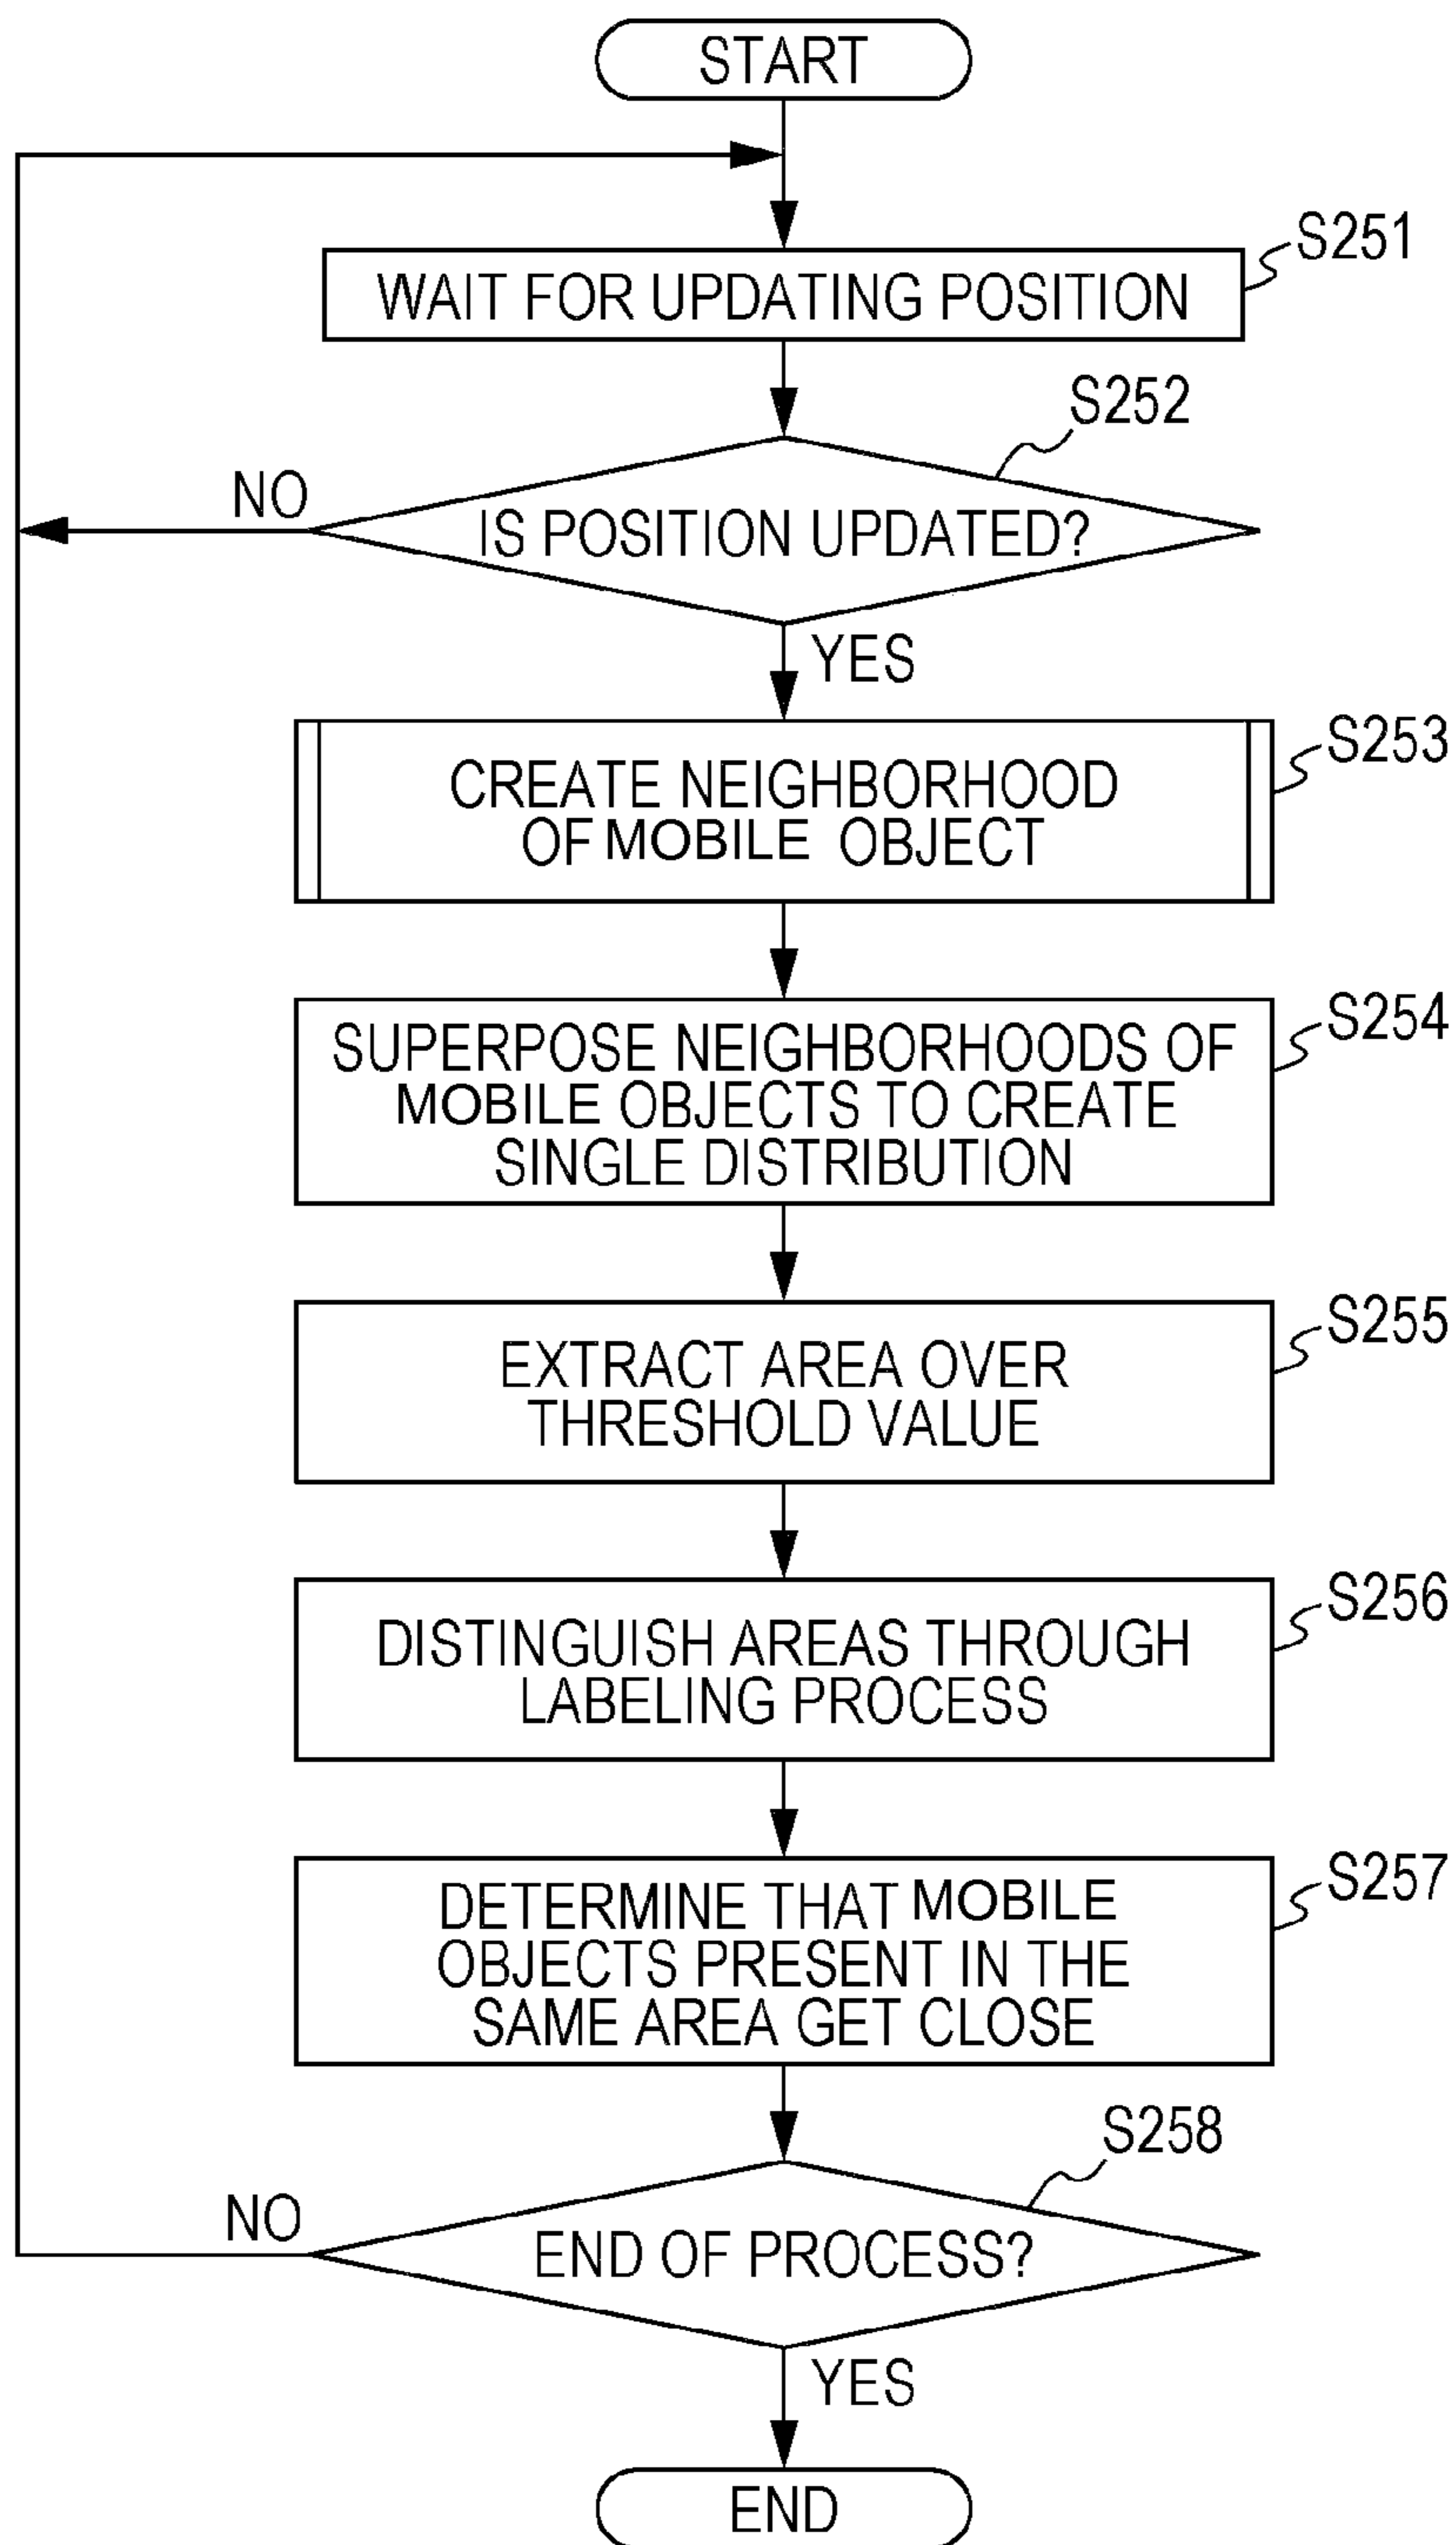 START
S251
WAIT FOR UPDATING POSITION
S252
NO
IS POSITION UPDATED?
YES
S253
CREATE NEIGHBORHOOD
OF MOBILE OBJECT
S254
SUPERPOSE NEIGHBORHOODS OF
MOBILE OBJECTS TO CREATE
SINGLE DISTRIBUTION
S255
EXTRACT AREA OVER
THRESHOLD VALUE
S256
DISTINGUISH AREAS THROUGH
LABELING PROCESS
S257
DETERMINE THAT MOBILE
OBJECTS PRESENT IN THE
SAME AREA GET CLOSE
S258
NO
END OF PROCESS?
YES
END